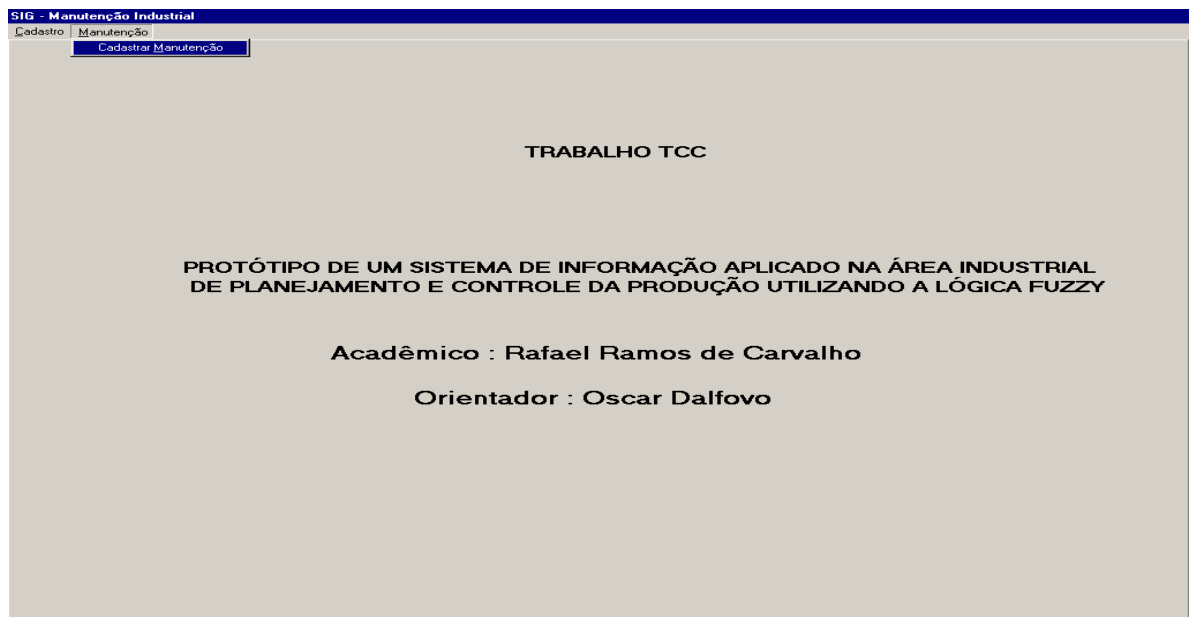 SIG - Manutenção Industrial
Cadastro Manutenção
Cadastrar Manutenção
TRABALHO TCC
PROTÓTIPO DE UM SISTEMA DE INFORMAÇÃO APLICADO NA ÁREA INDUSTRIAL
DE PLANEJAMENTO E CONTROLE DA PRODUÇÃO UTILIZANDO A LÓGICA FUZZY
Acadêmico : Rafael Ramos de Carvalho
Orientador : Oscar Dalfovo